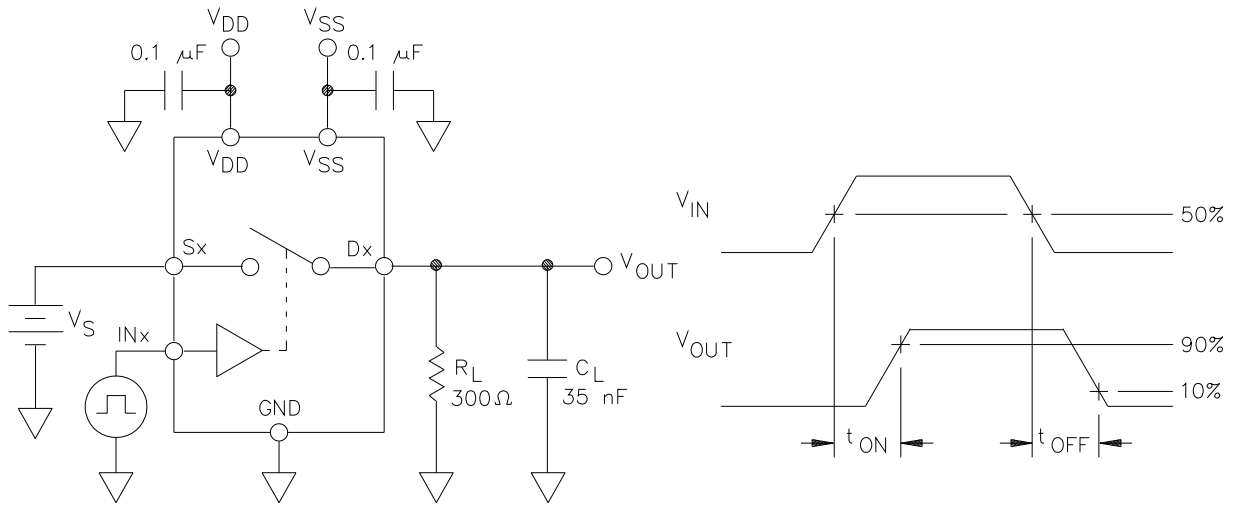 V_DD
V_SS
0.1 μF
0.1 μF
V_DD
V_SS
Sx
Dx
V_OUT
V_S
INx
GND
R_L
300Ω
C_L
35 nF
V_IN
50%
V_OUT
90%
10%
t_ON
t_OFF